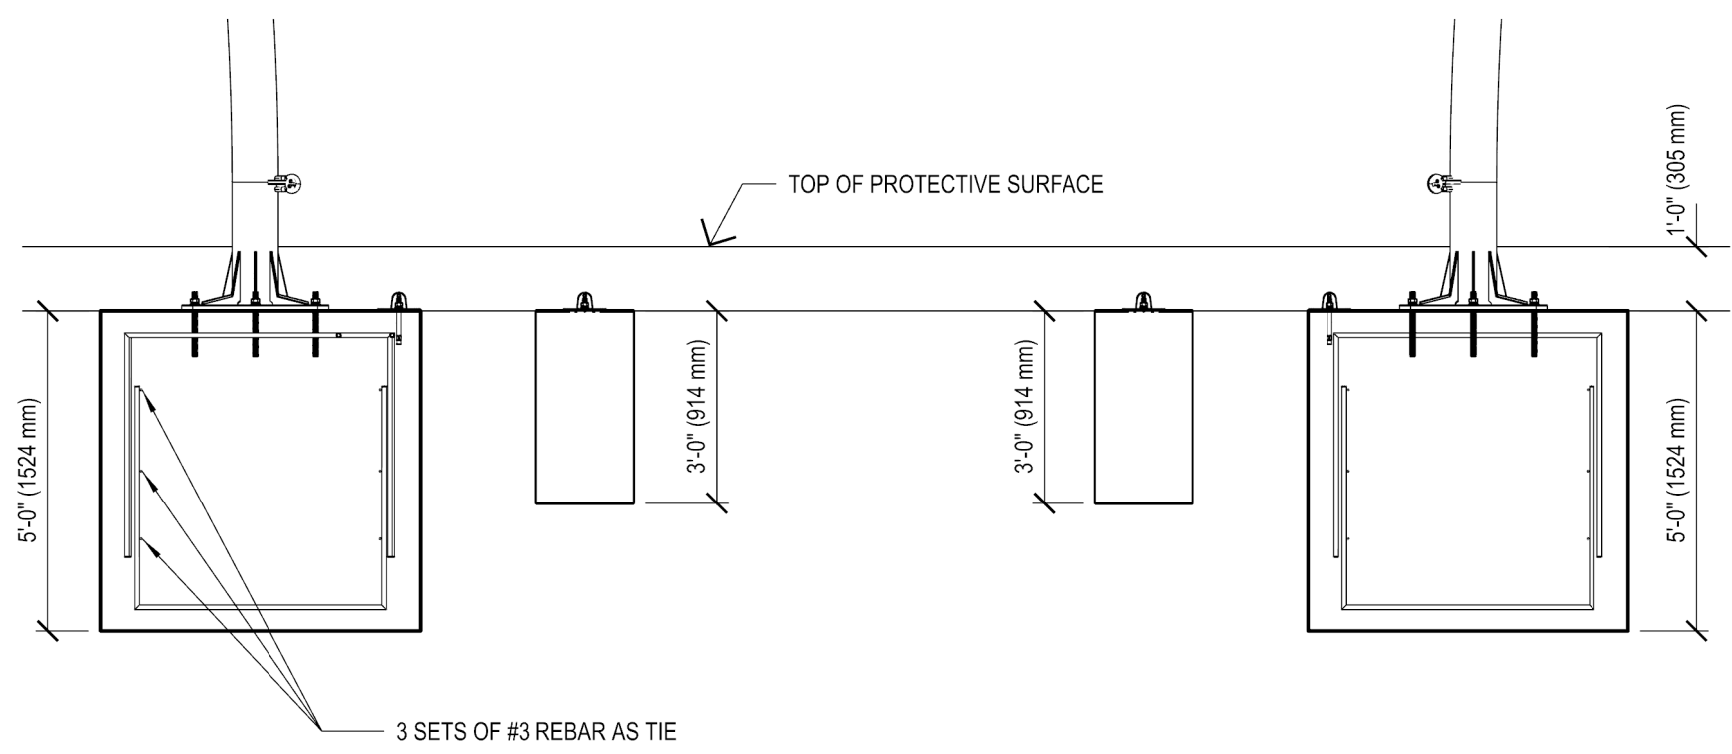 1'-0" (305 mm)
TOP OF PROTECTIVE SURFACE
5'-0" (1524 mm)
3'-0" (914 mm)
3'-0" (914 mm)
5'-0" (1524 mm)
3 SETS OF #3 REBAR AS TIE